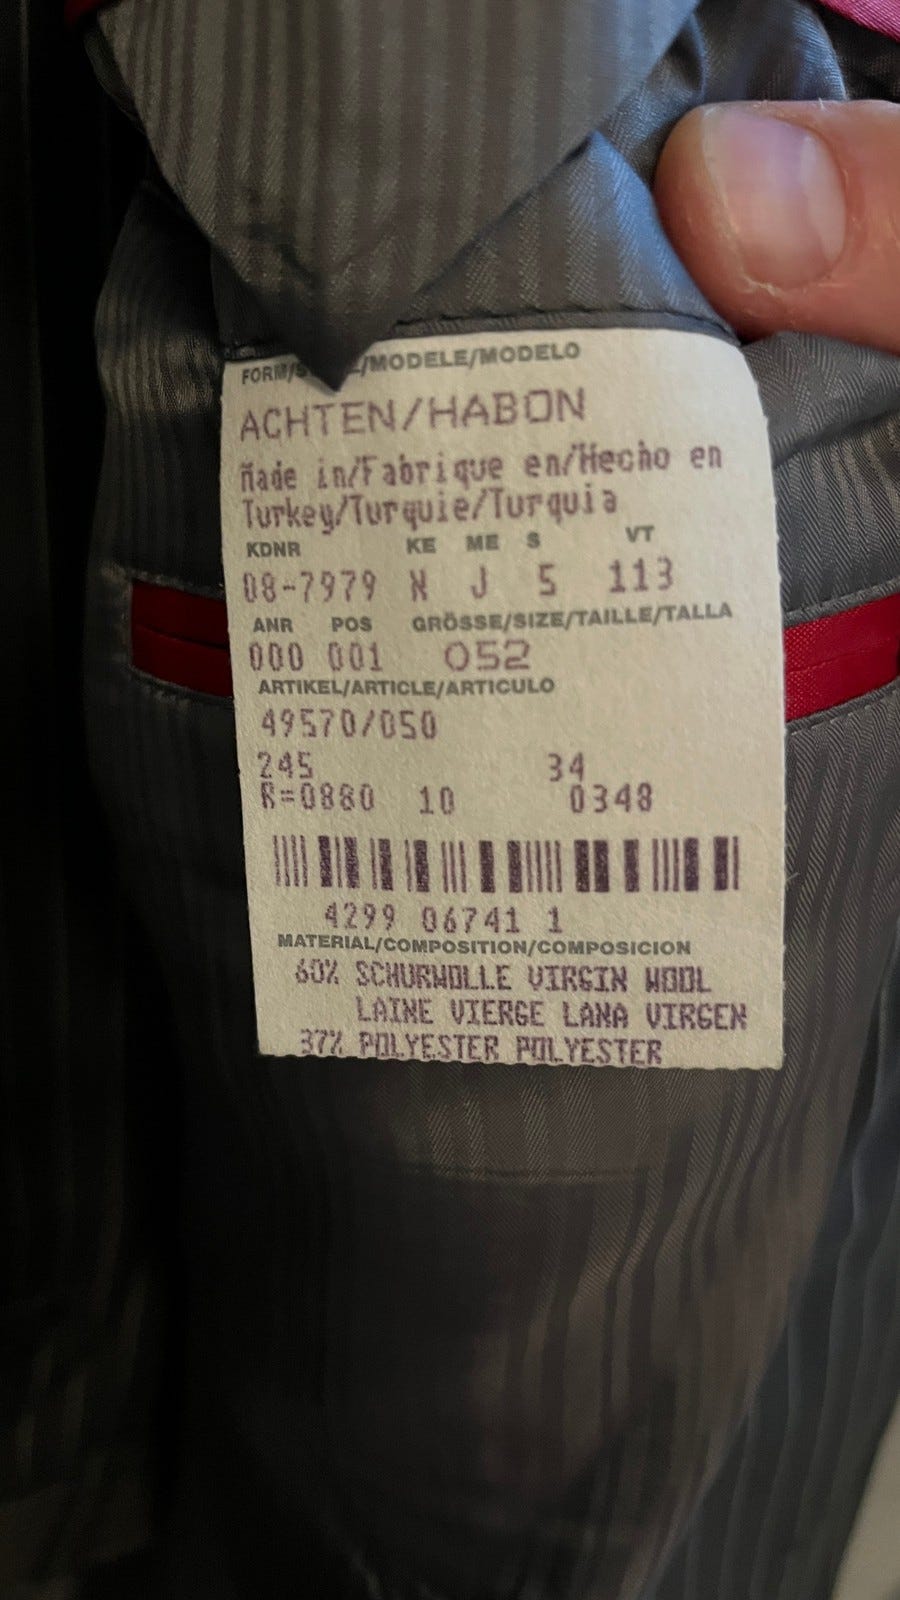 FORM/S /MODELE/MODELO
ACHTEN/HABON
Made in/Fabrique en/Hecho en
Turkey/Turquie/Turquia
KDNR KE ME S VT
08-7979 N J 5 113
ANR POS GRÖSSE/SIZE/TAILLE/TALLA
000 001 052
ARTIKEL/ARTICLE/ARTICULO
49570/050
245 34
R=0880 10 0348
4299 06741 1
MATERIAL/COMPOSITION/COMPOSICION
60% SCHURWOLLE VIRGIN WOOL
LAINE VIERGE LANA VIRGEN
37% POLYESTER POLYESTER